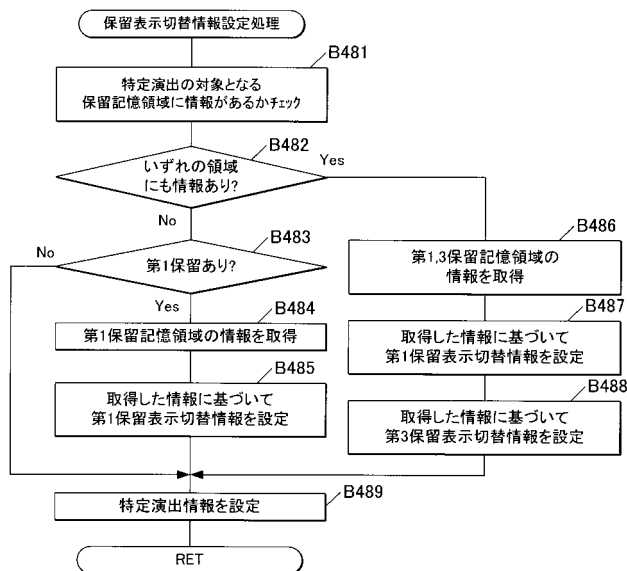 保留表示切替情報設定処理
B481
特定演出の対象となる
保留記憶領域に情報があるかチェック
B482
いずれの領域
にも情報あり?
Yes
No
B483
第1保留あり?
No
Yes
B484
第1保留記憶領域の情報を取得
B485
取得した情報に基づいて
第1保留表示切替情報を設定
B486
第1,3保留記憶領域の
情報を取得
B487
取得した情報に基づいて
第1保留表示切替情報を設定
B488
取得した情報に基づいて
第3保留表示切替情報を設定
B489
特定演出情報を設定
RET